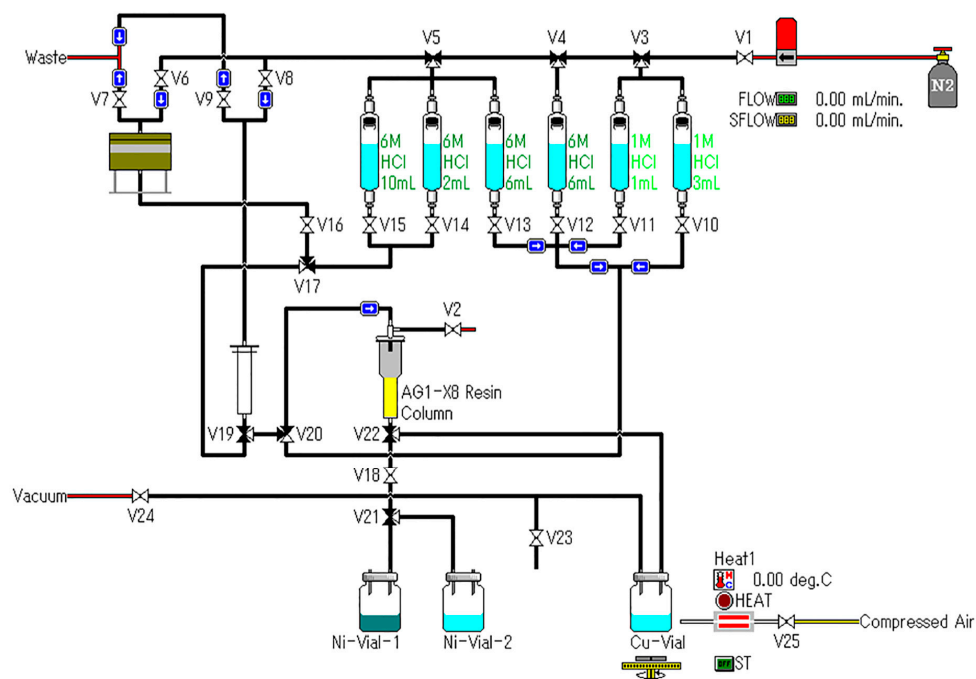 V5
V4
V3
V1
Waste
V6
V8
V7
V9
N2
FLOW 888 0.00 mL/min.
SFLOW 888 0.00 mL/min.
6M
HCl
10mL
6M
HCl
2mL
6M
HCl
6mL
6M
HCl
6mL
1M
HCl
1mL
1M
HCl
3mL
V16
V15
V14
V13
V12
V11
V10
V17
V2
AG1-X8 Resin
Column
V19
V20
V22
V18
Vacuum
V24
V21
V23
Heat1
H
C
0.00 deg.C
HEAT
Ni-Vial-1
Ni-Vial-2
Cu-Vial
V25
Compressed Air
OFF ST